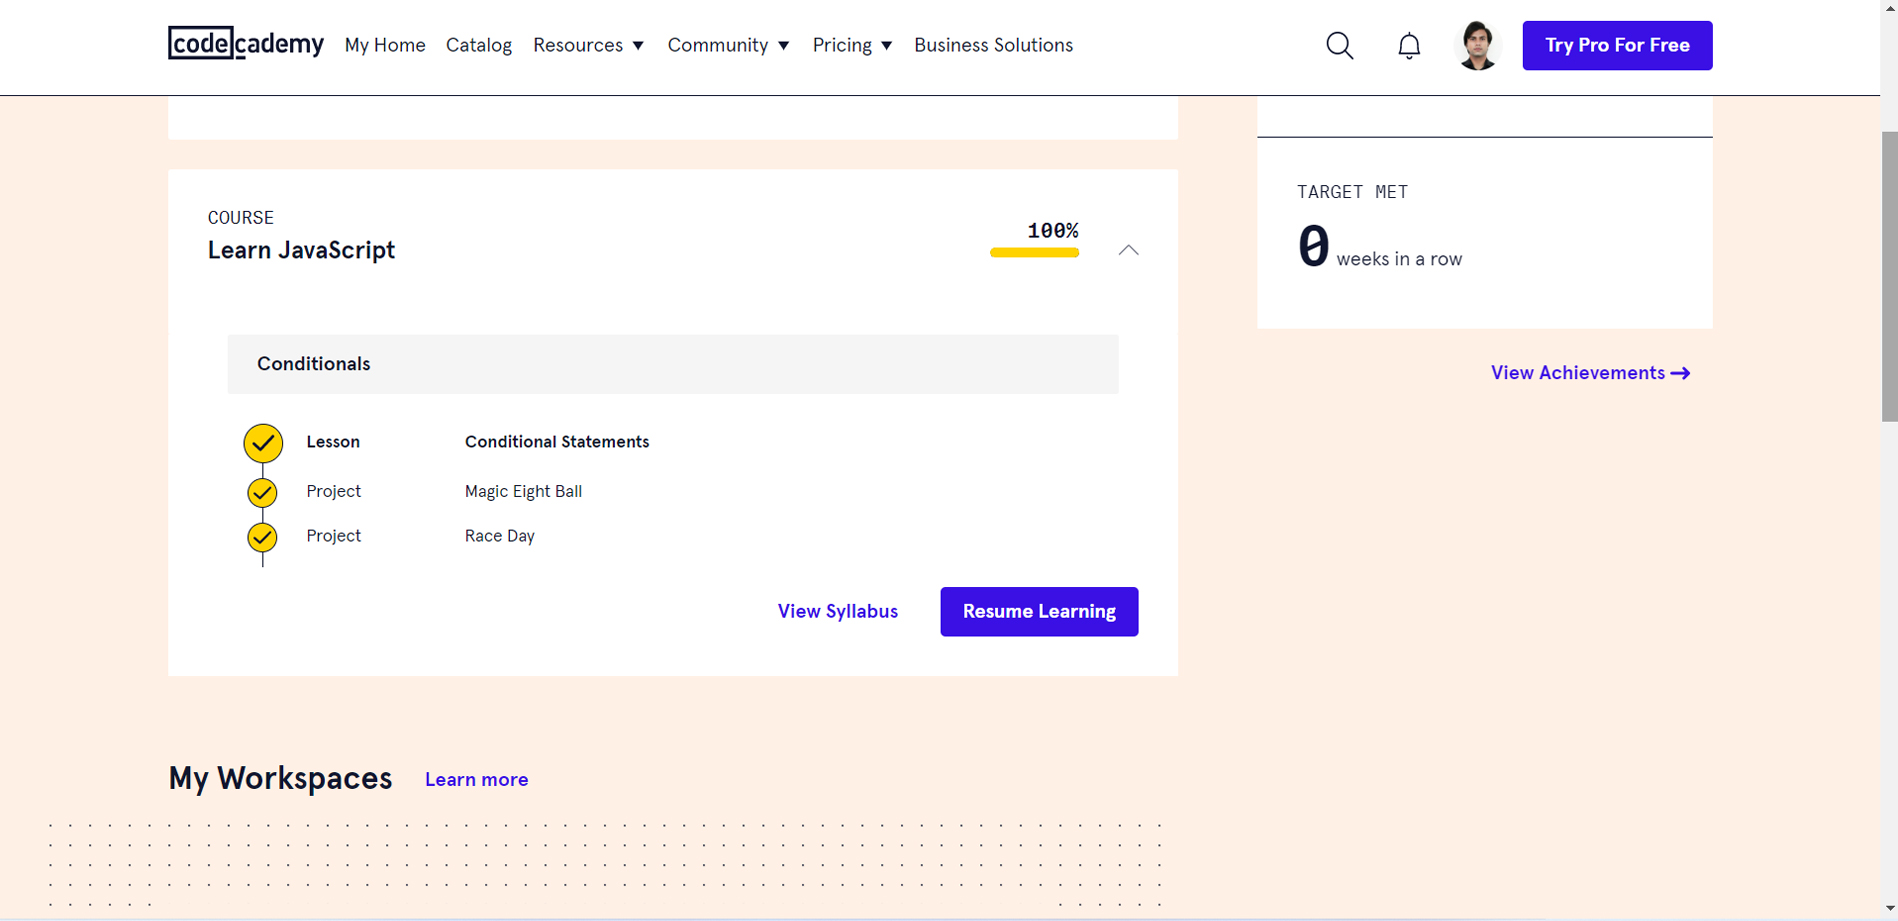 codecademy My Home Catalog Resources Community Pricing Business Solutions Try Pro For Free
COURSE
Learn JavaScript
100%
TARGET MET
0 weeks in a row
View Achievements
Conditionals
Lesson Conditional Statements
Project Magic Eight Ball
Project Race Day
View Syllabus Resume Learning
My Workspaces Learn more